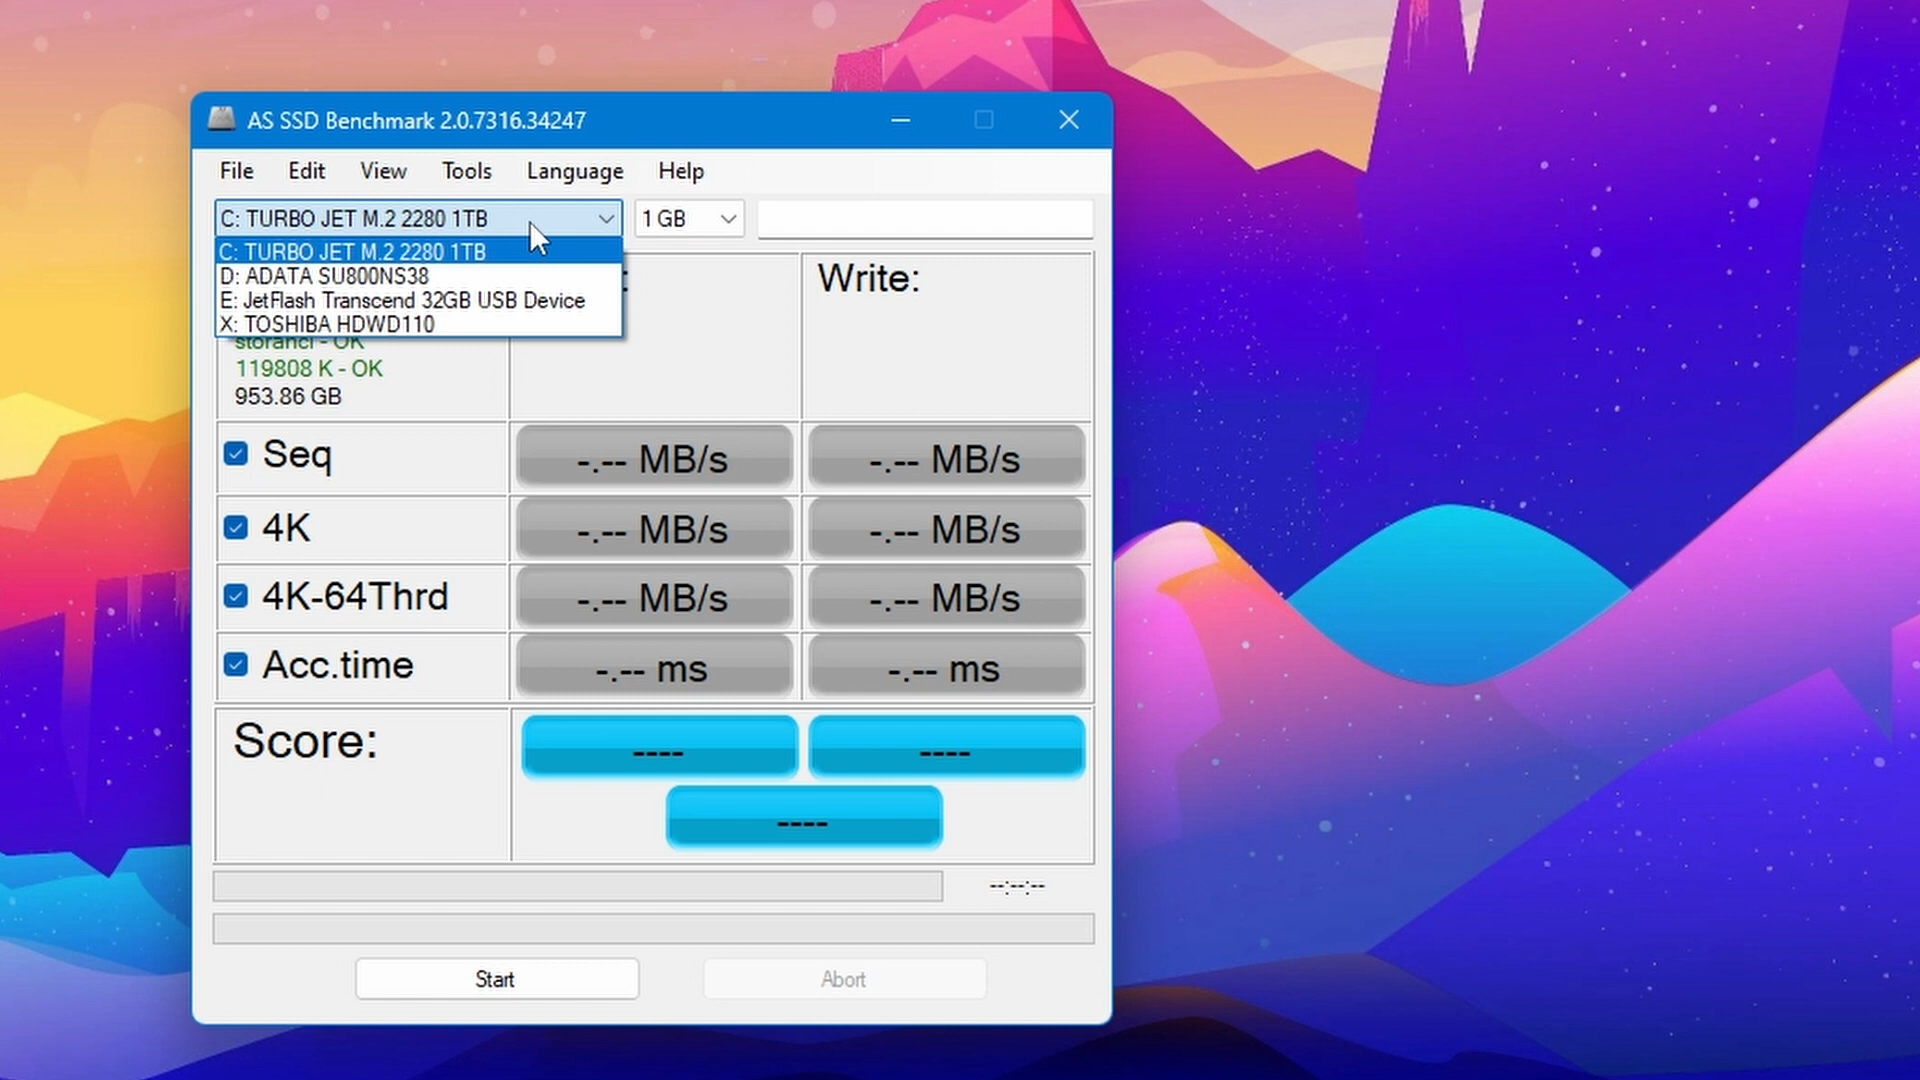 AS SSD Benchmark 2.0.7316.34247
File Edit View Tools Language Help
C: TURBO JET M.2 2280 1TB 1 GB
C: TURBO JET M.2 2280 1TB
D: ADATA SU800NS38
E: JetFlash Transcend 32GB USB Device
X: TOSHIBA HDWD110
Write:
storahci - OK
119808 K - OK
953.86 GB
Seq -.-- MB/s -.-- MB/s
4K -.-- MB/s -.-- MB/s
4K-64Thrd -.-- MB/s -.-- MB/s
Acc.time -.-- ms -.-- ms
Score: ---- ----
----
--:--:--
Start Abort